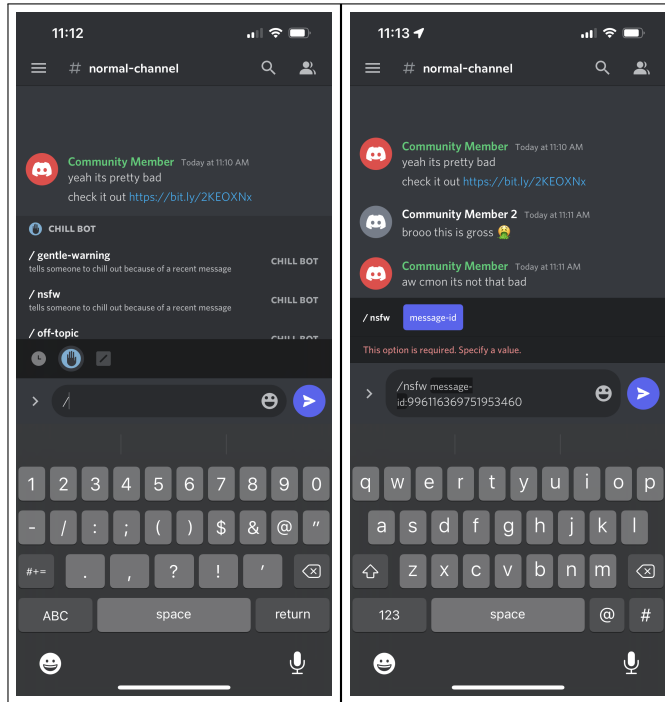 11:12
# normal-channel
Community Member Today at 11:10 AM
yeah its pretty bad
check it out https://bit.ly/2KEOXNx
CHILL BOT
/ gentle-warning
tells someone to chill out because of a recent message
CHILL BOT
/ nsfw
tells someone to chill out because of a recent message
CHILL BOT
/ off-topic
CHILL BOT
/
1 2 3 4 5 6 7 8 9 0
- / : ; ( ) $ & @ "
#+= . , ? ! '
ABC space return
11:13
# normal-channel
Community Member Today at 11:10 AM
yeah its pretty bad
check it out https://bit.ly/2KEOXNx
Community Member 2 Today at 11:11 AM
brooo this is gross 🤮
Community Member Today at 11:11 AM
aw cmon its not that bad
/ nsfw message-id
This option is required. Specify a value.
/nsfw message-
id:996116369751953460
q w e r t y u i o p
a s d f g h j k l
z x c v b n m
123 space @ #